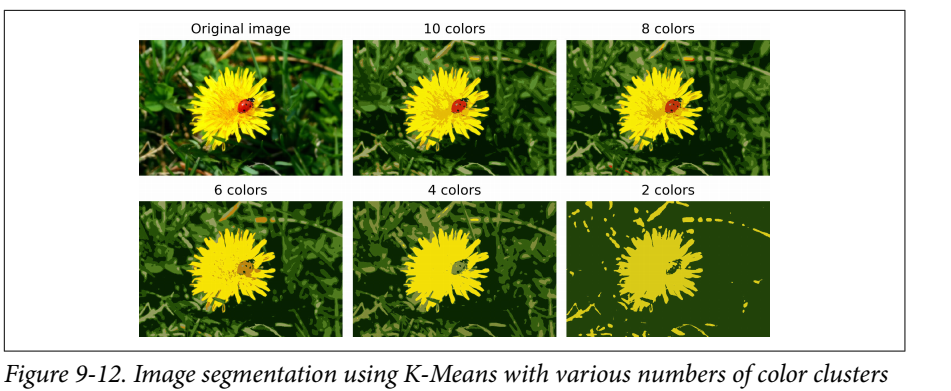 Original image
10 colors
8 colors
6 colors
4 colors
2 colors
Figure 9-12. Image segmentation using K-Means with various numbers of color clusters